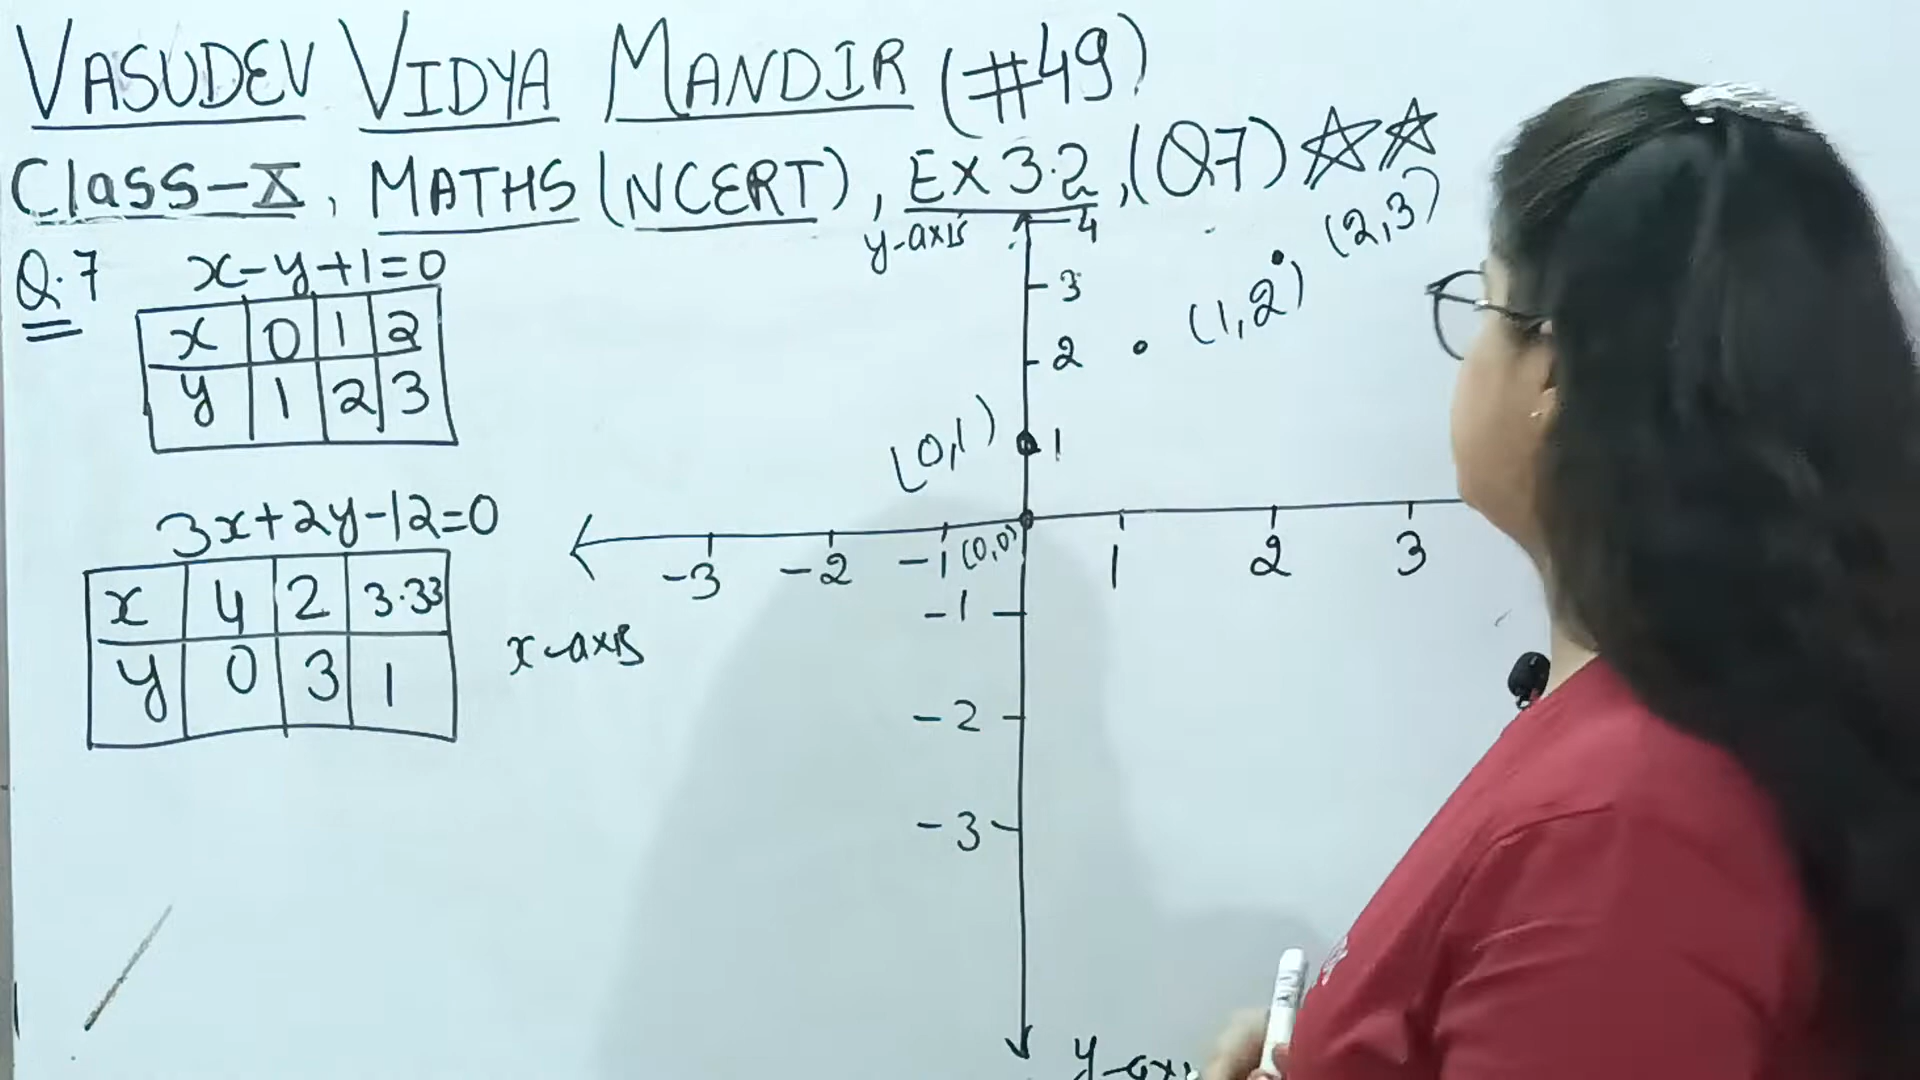 VASUDEV VIDYA MANDIR (#49)
Class-X, MATHS (NCERT), EX 3.2, (Q7)
Q.7 x-y+1=0
x 0 1 2
y 1 2 3
3x+2y-12=0
x 4 2 3.33
y 0 3 1
y-axis
4
3
2
1
(2,3)
(1,2)
(0,1)
-3 -2 -1 (0,0) 1 2 3
x-axis
-1
-2
-3
y-axis